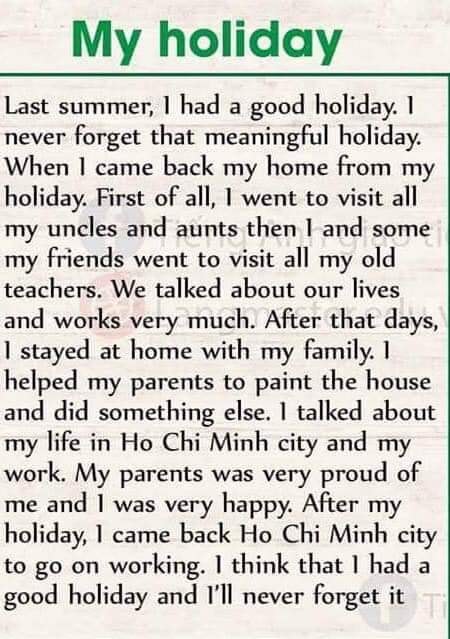 My holiday
Last summer, I had a good holiday. I
never forget that meaningful holiday.
When I came back my home from my
holiday. First of all, I went to visit all
my uncles and aunts then I and some
my friends went to visit all my old
teachers. We talked about our lives
and works very much. After that days,
I stayed at home with my family. I
helped my parents to paint the house
and did something else. I talked about
my life in Ho Chi Minh city and my
work. My parents was very proud of
me and I was very happy. After my
holiday, I came back Ho Chi Minh city
to go on working. I think that I had a
good holiday and I'll never forget it